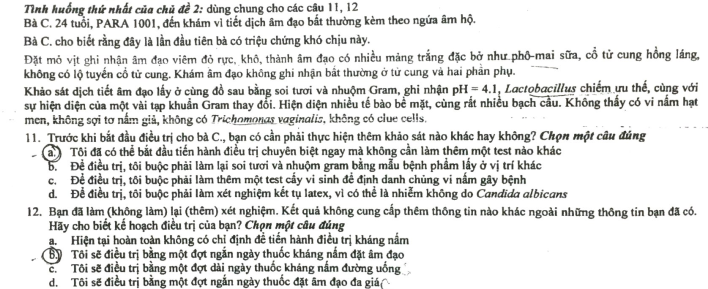 Tình huống thứ nhất của chủ đề 2: dùng chung cho các câu 11, 12
Bà C. 24 tuổi, PARA 1001, đến khám vì tiết dịch âm đạo bất thường kèm theo ngứa âm hộ.
Bà C. cho biết rằng đây là lần đầu tiên bà có triệu chứng khó chịu này.
Đặt mỏ vịt ghi nhận âm đạo viêm đỏ rực, khô, thành âm đạo có nhiều mảng trắng đặc bở như phô-mai sữa, cổ tử cung hồng láng,
không có lộ tuyến cổ tử cung. Khám âm đạo không ghi nhận bất thường ở tử cung và hai phần phụ.
Khảo sát dịch tiết âm đạo lấy ở cùng đồ sau bằng soi tươi và nhuộm Gram, ghi nhận pH = 4.1, Lactobacillus chiếm ưu thế, cùng với
sự hiện diện của một vài tạp khuẩn Gram thay đổi. Hiện diện nhiều tế bào bề mặt, cùng rất nhiều bạch cầu. Không thấy có vi nấm hạt
men, không sợi tơ nấm giả, không có Trichomonas vaginalis, không có clue cells.
11. Trước khi bắt đầu điều trị cho bà C., bạn có cần phải thực hiện thêm khảo sát nào khác hay không? Chọn một câu đúng
a. Tôi đã có thể bắt đầu tiến hành điều trị chuyên biệt ngay mà không cần làm thêm một test nào khác
b. Để điều trị, tôi buộc phải làm lại soi tươi và nhuộm gram bằng mẫu bệnh phẩm lấy ở vị trí khác
c. Để điều trị, tôi buộc phải làm thêm một test cấy vi sinh để định danh chủng vi nấm gây bệnh
d. Để điều trị, tôi buộc phải làm xét nghiệm kết tụ latex, vì có thể là nhiễm không do Candida albicans
12. Bạn đã làm (không làm) lại (thêm) xét nghiệm. Kết quả không cung cấp thêm thông tin nào khác ngoài những thông tin bạn đã có.
Hãy cho biết kế hoạch điều trị của bạn? Chọn một câu đúng
a. Hiện tại hoàn toàn không có chỉ định để tiến hành điều trị kháng nấm
b. Tôi sẽ điều trị bằng một đợt ngắn ngày thuốc kháng nấm đặt âm đạo
c. Tôi sẽ điều trị bằng một đợt dài ngày thuốc kháng nấm đường uống
d. Tôi sẽ điều trị bằng một đợt ngắn ngày thuốc đặt âm đạo đa giá